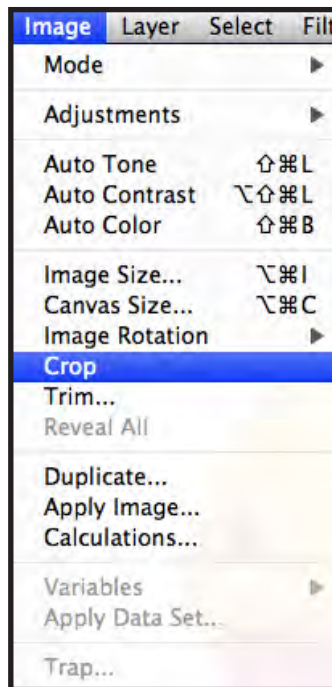 Image Layer Select Filt
Mode ▶
Adjustments ▶
Auto Tone ⇧⌘L
Auto Contrast ⌥⇧⌘L
Auto Color ⇧⌘B
Image Size... ⌥⌘I
Canvas Size... ⌥⌘C
Image Rotation ▶
Crop
Trim...
Reveal All
Duplicate...
Apply Image...
Calculations...
Variables ▶
Apply Data Set...
Trap...